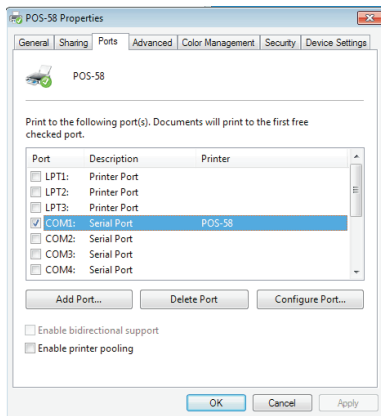 POS-58 Properties
General Sharing Ports Advanced Color Management Security Device Settings
POS-58
Print to the following port(s). Documents will print to the first free
checked port.
Port Description Printer
LPT1: Printer Port
LPT2: Printer Port
LPT3: Printer Port
COM1: Serial Port POS-58
COM2: Serial Port
COM3: Serial Port
COM4: Serial Port
Add Port... Delete Port Configure Port...
Enable bidirectional support
Enable printer pooling
OK Cancel Apply